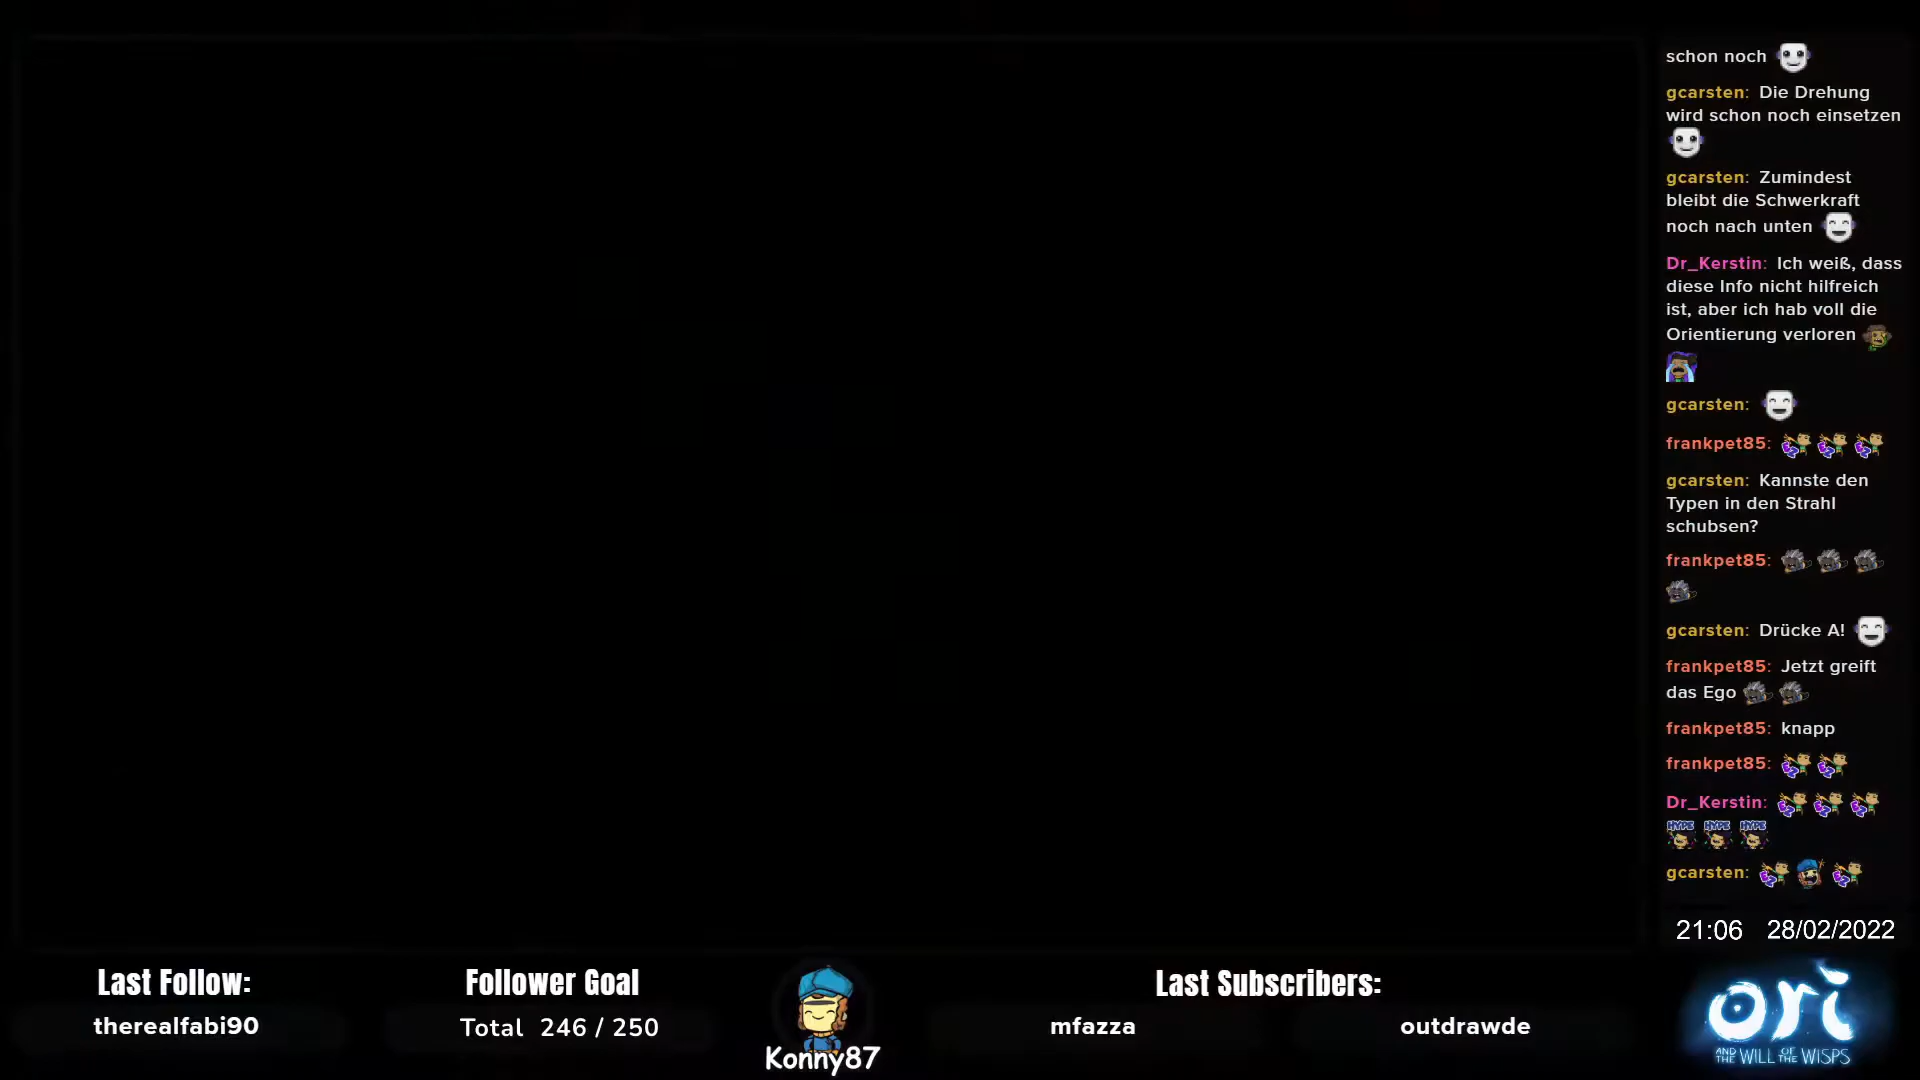 schon noch
gcarsten: Die Drehung
wird schon noch einsetzen
gcarsten: Zumindest
bleibt die Schwerkraft
noch nach unten
Dr_Kerstin: Ich weiß, dass
diese Info nicht hilfreich
ist, aber ich hab voll die
Orientierung verloren
gcarsten:
frankpet85:
gcarsten: Kannste den
Typen in den Strahl
schubsen?
frankpet85:
gcarsten: Drücke A!
frankpet85: Jetzt greift
das Ego
frankpet85: knapp
frankpet85:
Dr_Kerstin:
HYPE HYPE HYPE
gcarsten:
21:06 28/02/2022
Last Follow:
therealfabi90
Follower Goal
Total 246 / 250
Konny87
Last Subscribers:
mfazza outdrawde
ori
AND THE WILL OF THE WISPS